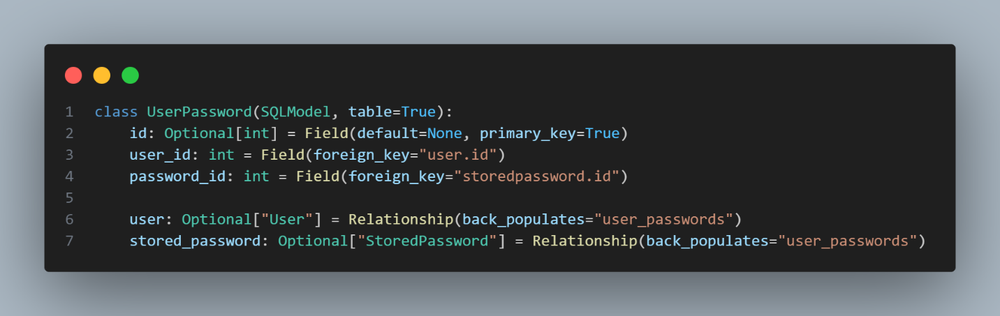 1 class UserPassword(SQLModel, table=True):
2     id: Optional[int] = Field(default=None, primary_key=True)
3     user_id: int = Field(foreign_key="user.id")
4     password_id: int = Field(foreign_key="storedpassword.id")
5
6     user: Optional["User"] = Relationship(back_populates="user_passwords")
7     stored_password: Optional["StoredPassword"] = Relationship(back_populates="user_passwords")